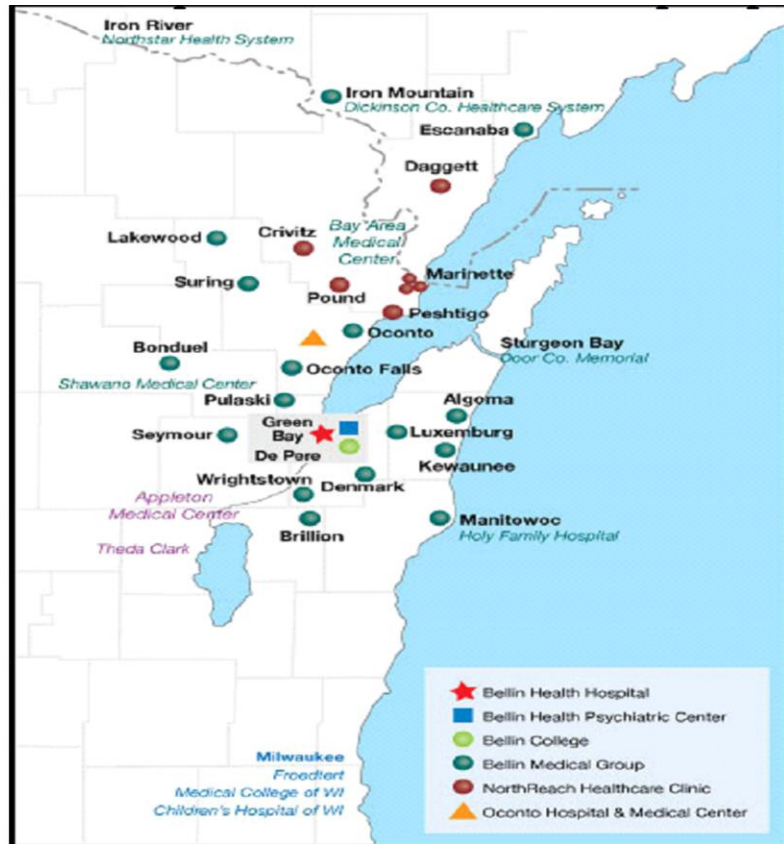 Iron River
Northstar Health System
Iron Mountain
Dickinson Co. Healthcare System
Escanaba
Daggett
Lakewood
Crivitz
Bay Area
Medical
Center
Suring
Pound
Marinette
Peshtigo
Oconto
Sturgeon Bay
Door Co. Memorial
Bonduel
Oconto Falls
Shawano Medical Center
Pulaski
Algoma
Green
Bay
Seymour
Luxemburg
De Pere
Kewaunee
Wrightstown
Denmark
Appleton
Medical Center
Brillion
Manitowoc
Holy Family Hospital
Theda Clark
Milwaukee
Froedtert
Medical College of WI
Children's Hospital of WI
Bellin Health Hospital
Bellin Health Psychiatric Center
Bellin College
Bellin Medical Group
NorthReach Healthcare Clinic
Oconto Hospital & Medical Center